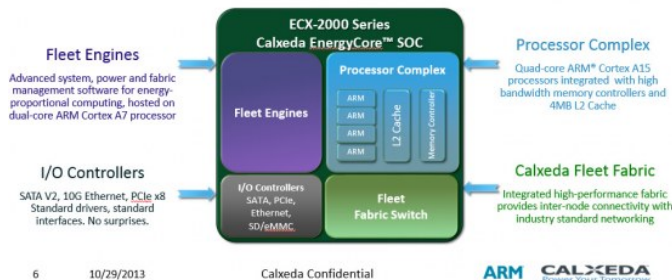 ECX-2000 Series
Calxeda EnergyCore™ SOC
Fleet Engines
Advanced system, power and fabric
management software for energy-
proportional computing, hosted on
dual-core ARM Cortex A7 processor
I/O Controllers
SATA V2, 10G Ethernet, PCIe x8
Standard drivers, standard
interfaces. No surprises.
Fleet Engines
Processor Complex
ARM
ARM
ARM
ARM
L2 Cache
Memory Controller
I/O Controllers
SATA, PCIe,
Ethernet,
SD/eMMC
Fleet
Fabric Switch
Processor Complex
Quad-core ARM® Cortex A15
processors integrated with high
bandwidth memory controllers and
4MB L2 Cache
Calxeda Fleet Fabric
Integrated high-performance fabric
provides inter-node connectivity with
industry standard networking
6 10/29/2013 Calxeda Confidential
ARM CALXEDA
Power Your Tomorrow